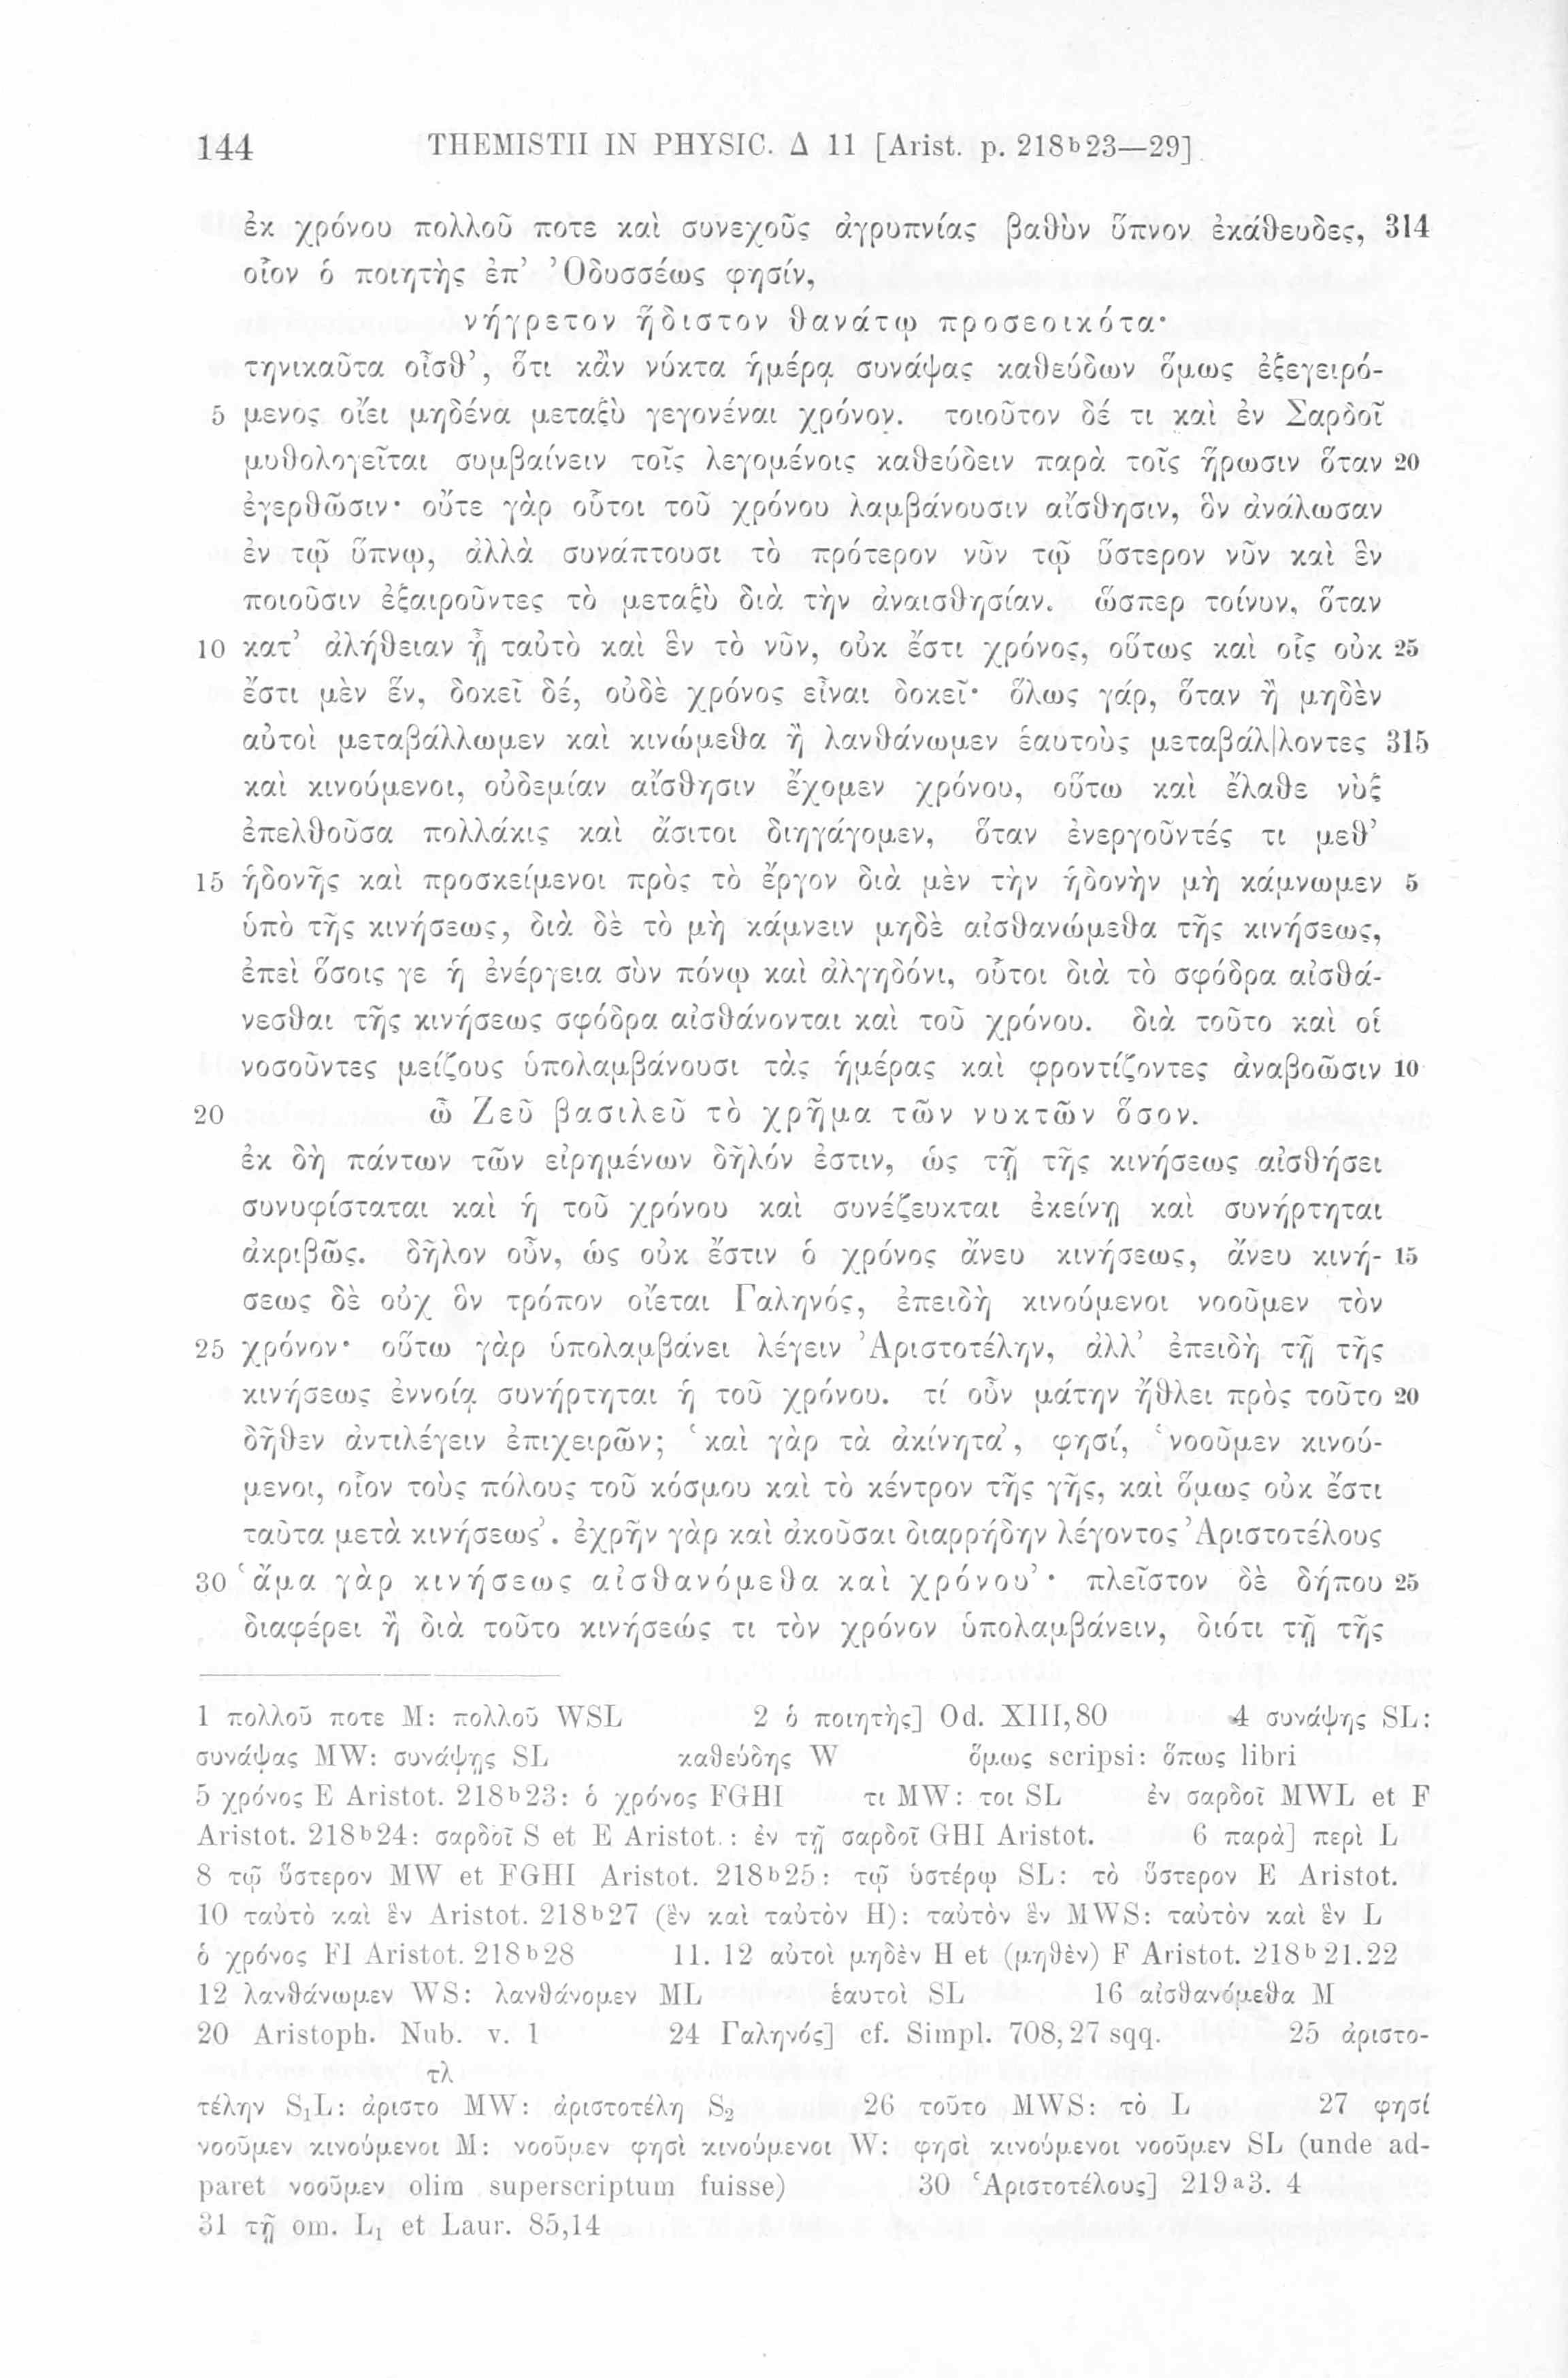 144 THEMISTII IN PHYSIC. Δ 11 [Arist. p. 218ᵇ23—29]
ἐκ χρόνου πολλοῦ ποτε καὶ συνεχοῦς ἀγρυπνίας βαθὺν ὕπνον ἐκάθευδες, 314
οἷον ὁ ποιητὴς ἐπ’ Ὀδυσσέως φησίν,
νήγρετον ἥδιστον θανάτῳ προσεοικότα·
τηνικαῦτα οἶσθ’, ὅτι κἂν νύκτα ἡμέρᾳ συνάψας καθεύδων ὅμως ἐξεγειρό-
5 μενος οἴει μηδένα μεταξὺ γεγονέναι χρόνον. τοιοῦτον δέ τι καὶ ἐν Σαρδοῖ
μυθολογεῖται συμβαίνειν τοῖς λεγομένοις καθεύδειν παρὰ τοῖς ἥρωσιν ὅταν 20
ἐγερθῶσιν· οὔτε γὰρ οὗτοι τοῦ χρόνου λαμβάνουσιν αἴσθησιν, ὃν ἀνάλωσαν
ἐν τῷ ὕπνῳ, ἀλλὰ συνάπτουσι τὸ πρότερον νῦν τῷ ὕστερον νῦν καὶ ἓν
ποιοῦσιν ἐξαιροῦντες τὸ μεταξὺ διὰ τὴν ἀναισθησίαν. ὥσπερ τοίνυν, ὅταν
10 κατ’ ἀλήθειαν ᾖ ταὐτὸ καὶ ἓν τὸ νῦν, οὐκ ἔστι χρόνος, οὕτως καὶ οἷς οὐκ 25
ἔστι μὲν ἕν, δοκεῖ δέ, οὐδὲ χρόνος εἶναι δοκεῖ· ὅλως γάρ, ὅταν ἢ μηδὲν
αὐτοὶ μεταβάλλωμεν καὶ κινώμεθα ἢ λανθάνωμεν ἑαυτοὺς μεταβάλ|λοντες 315
καὶ κινούμενοι, οὐδεμίαν αἴσθησιν ἔχομεν χρόνου, οὕτω καὶ ἔλαθε νὺξ
ἐπελθοῦσα πολλάκις καὶ ἄσιτοι διηγάγομεν, ὅταν ἐνεργοῦντές τι μεθ’
15 ἡδονῆς καὶ προσκείμενοι πρὸς τὸ ἔργον διὰ μὲν τὴν ἡδονὴν μὴ κάμνωμεν 5
ὑπὸ τῆς κινήσεως, διὰ δὲ τὸ μὴ κάμνειν μηδὲ αἰσθανώμεθα τῆς κινήσεως,
ἐπεὶ ὅσοις γε ἡ ἐνέργεια σὺν πόνῳ καὶ ἀλγηδόνι, οὗτοι διὰ τὸ σφόδρα αἰσθά-
νεσθαι τῆς κινήσεως σφόδρα αἰσθάνονται καὶ τοῦ χρόνου. διὰ τοῦτο καὶ οἱ
νοσοῦντες μείζους ὑπολαμβάνουσι τὰς ἡμέρας καὶ φροντίζοντες ἀναβοῶσιν 10
20 ὦ Ζεῦ βασιλεῦ τὸ χρῆμα τῶν νυκτῶν ὅσον.
ἐκ δὴ πάντων τῶν εἰρημένων δῆλόν ἐστιν, ὡς τῇ τῆς κινήσεως αἰσθήσει
συνυφίσταται καὶ ἡ τοῦ χρόνου καὶ συνέζευκται ἐκείνῃ καὶ συνήρτηται
ἀκριβῶς. δῆλον οὖν, ὡς οὐκ ἔστιν ὁ χρόνος ἄνευ κινήσεως, ἄνευ κινή- 15
σεως δὲ οὐχ ὃν τρόπον οἴεται Γαληνός, ἐπειδὴ κινούμενοι νοοῦμεν τὸν
25 χρόνον· οὕτω γὰρ ὑπολαμβάνει λέγειν Ἀριστοτέλην, ἀλλ’ ἐπειδὴ τῇ τῆς
κινήσεως ἐννοίᾳ συνήρτηται ἡ τοῦ χρόνου. τί οὖν μάτην ἤθλει πρὸς τοῦτο 20
δῆθεν ἀντιλέγειν ἐπιχειρῶν; ‘καὶ γὰρ τὰ ἀκίνητα’, φησί, ‘νοοῦμεν κινού-
μενοι, οἷον τοὺς πόλους τοῦ κόσμου καὶ τὸ κέντρον τῆς γῆς, καὶ ὅμως οὐκ ἔστι
ταῦτα μετὰ κινήσεως’. ἐχρῆν γὰρ καὶ ἀκοῦσαι διαρρήδην λέγοντος Ἀριστοτέλους
30 ‘ἅμα γὰρ κινήσεως αἰσθανόμεθα καὶ χρόνου’· πλεῖστον δὲ δήπου 25
διαφέρει ἢ διὰ τοῦτο κινήσεώς τι τὸν χρόνον ὑπολαμβάνειν, διότι τῇ τῆς
1 πολλοῦ ποτε M: πολλοῦ WSL 2 ὁ ποιητὴς] Od. XIII,80 4 συνάψης SL:
συνάψας MW: συνάψῃς SL καθεύδης W ὅμως scripsi: ὅπως libri
5 χρόνος E Aristot. 218ᵇ23: ὁ χρόνος FGHI τι MW: τοι SL ἐν σαρδοῖ MWL et F
Aristot. 218ᵇ24: σαρδοῖ S et E Aristot.: ἐν τῇ σαρδοῖ GHI Aristot. 6 παρὰ] περὶ L
8 τῷ ὕστερον MW et FGHI Aristot. 218ᵇ25: τῷ ὑστέρῳ SL: τὸ ὕστερον E Aristot.
10 ταὐτὸ καὶ ἓν Aristot. 218ᵇ27 (ἓν καὶ ταὐτὸν H): ταὐτὸν ἓν MWS: ταὐτὸν καὶ ἓν L
ὁ χρόνος FI Aristot. 218ᵇ28 11. 12 αὐτοὶ μηδὲν H et (μηθὲν) F Aristot. 218ᵇ21.22
12 λανθάνωμεν WS: λανθάνομεν ML ἑαυτοὶ SL 16 αἰσθανόμεθα M
20 Aristoph. Nub. v. 1 24 Γαληνός] cf. Simpl. 708,27 sqq. 25 ἀριστο-
τλ
τέλην S₁L: ἀριστο MW: ἀριστοτέλη S₂ 26 τοῦτο MWS: τὸ L 27 φησί
νοοῦμεν κινούμενοι M: νοοῦμεν φησὶ κινούμενοι W: φησὶ κινούμενοι νοοῦμεν SL (unde ad-
paret νοοῦμεν olim superscriptum fuisse) 30 ‘Αριστοτέλους] 219ᵃ3. 4
31 τῇ om. L₁ et Laur. 85,14